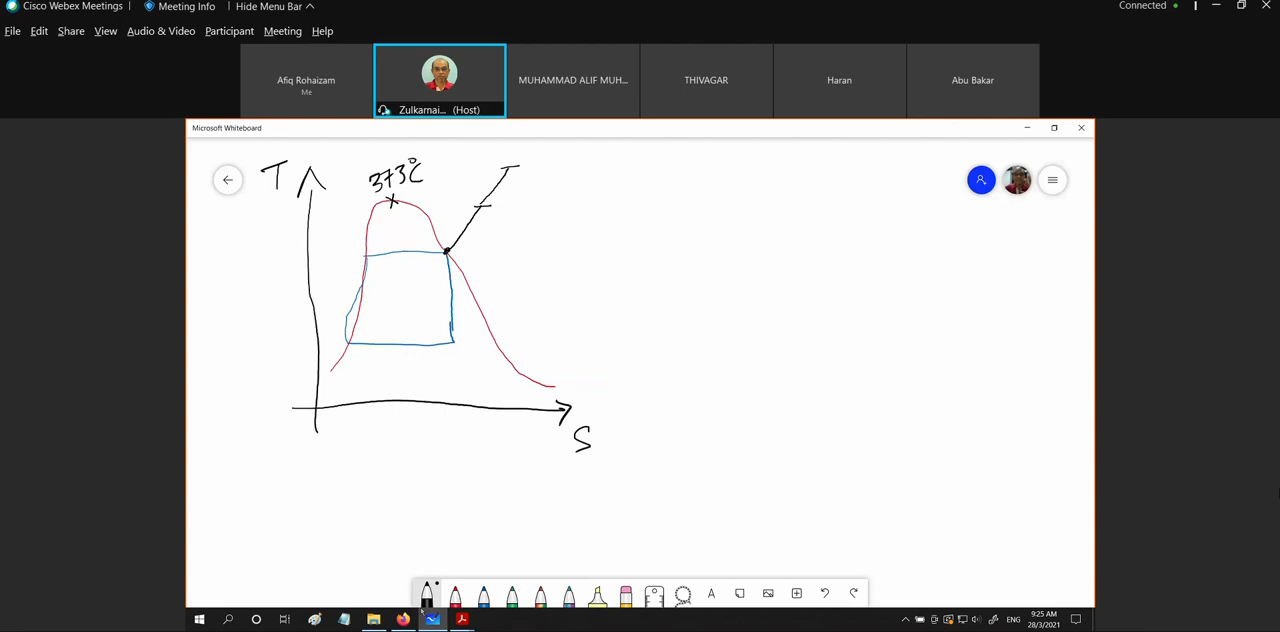 Cisco Webex Meetings | Meeting Info | Hide Menu Bar
Connected
File Edit Share View Audio & Video Participant Meeting Help
Afiq Rohaizam
Me
Zulkarnai... (Host)
MUHAMMAD ALIF MUH...
THIVAGAR
Haran
Abu Bakar
Microsoft Whiteboard
T
373°C
S
A
ENG
9:25 AM
28/3/2021